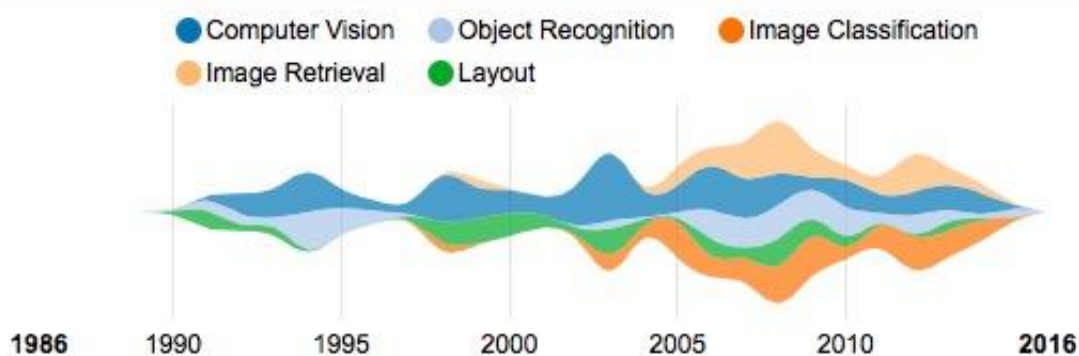 Computer Vision Object Recognition Image Classification
Image Retrieval Layout
1986 1990 1995 2000 2005 2010 2016